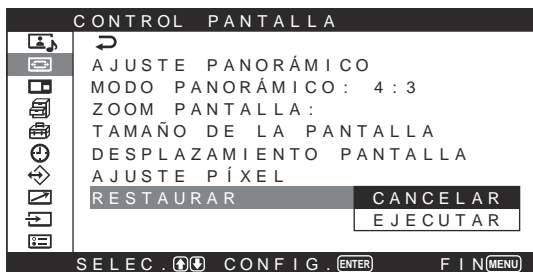 CONTROL PANTALLA
AJUSTE PANORÁMICO
MODO PANORÁMICO: 4:3
ZOOM PANTALLA:
TAMAÑO DE LA PANTALLA
DESPLAZAMIENTO PANTALLA
AJUSTE PÍXEL
RESTAURAR CANCELAR
EJECUTAR
SELEC. CONFIG. ENTER FIN MENU